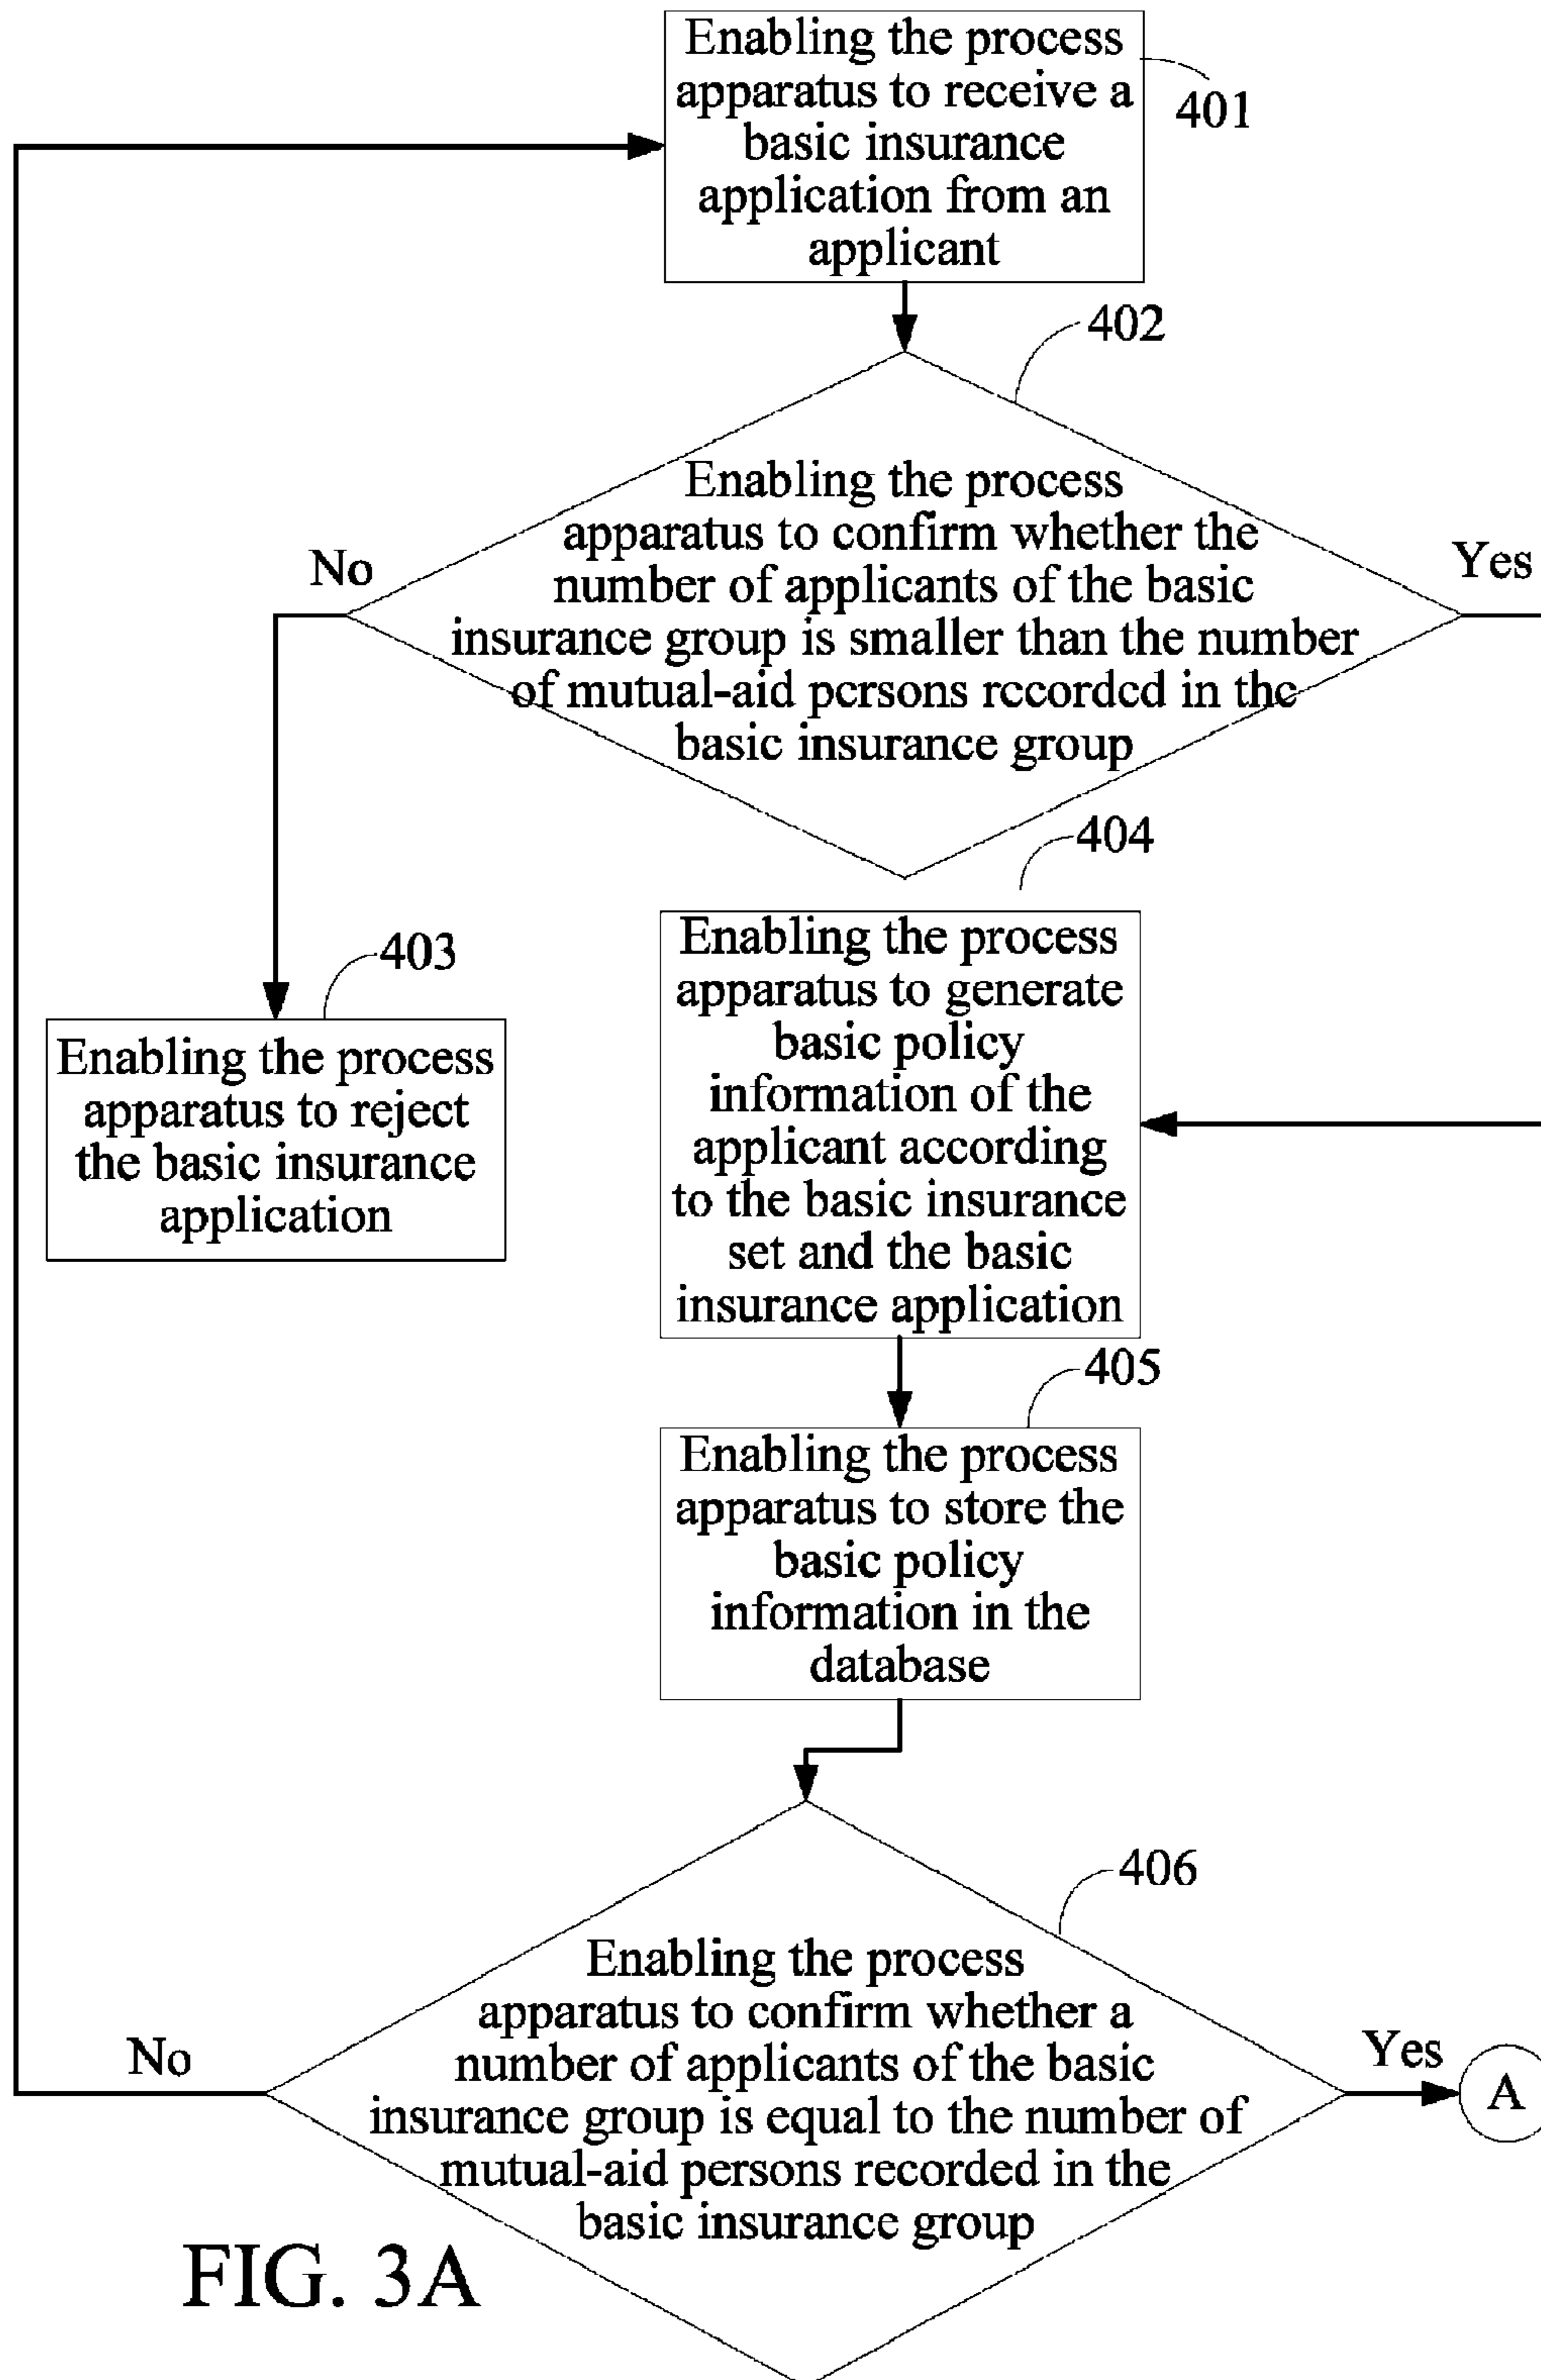 Enabling the process
apparatus to receive a
basic insurance
application from an
applicant
401
402
Enabling the process
apparatus to confirm whether the
number of applicants of the basic
insurance group is smaller than the number
of mutual-aid persons recorded in the
basic insurance group
No
Yes
404
403
Enabling the process
apparatus to reject
the basic insurance
application
Enabling the process
apparatus to generate
basic policy
information of the
applicant according
to the basic insurance
set and the basic
insurance application
405
Enabling the process
apparatus to store the
basic policy
information in the
database
406
Enabling the process
apparatus to confirm whether a
number of applicants of the basic
insurance group is equal to the number of
mutual-aid persons recorded in the
basic insurance group
No
Yes
A
FIG. 3A